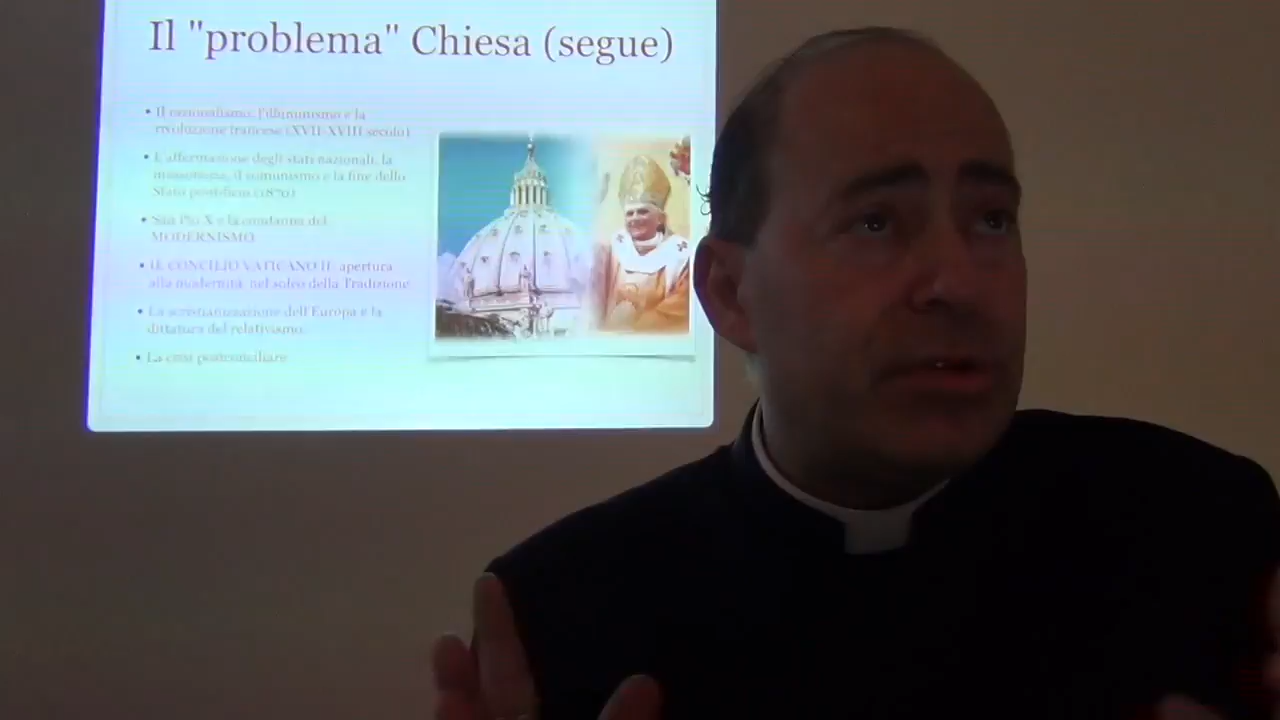 Il "problema" Chiesa (segue)
• Il razionalismo, l'illuminismo e la
rivoluzione francese (XVII-XVIII secolo)
• L'affermazione degli stati nazionali, la
massoneria, il comunismo e la fine dello
Stato pontificio (1870)
• San Pio X e la condanna del
MODERNISMO
• IL CONCILIO VATICANO II: apertura
alla modernità, nel solco della Tradizione
• La scristianizzazione dell'Europa e la
dittatura del relativismo
• La crisi postconciliare